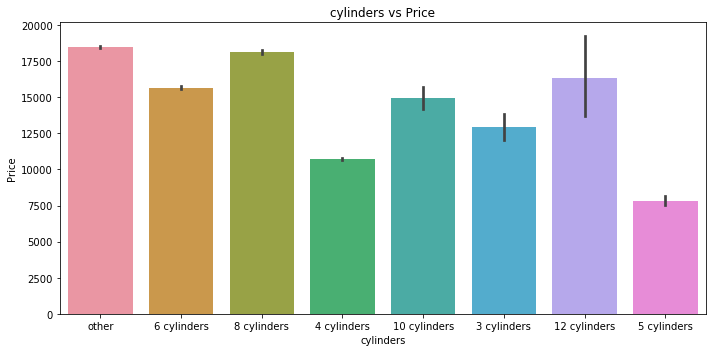 cylinders vs Price
Price
20000
17500
15000
12500
10000
7500
5000
2500
0
other 6 cylinders 8 cylinders 4 cylinders 10 cylinders 3 cylinders 12 cylinders 5 cylinders
cylinders